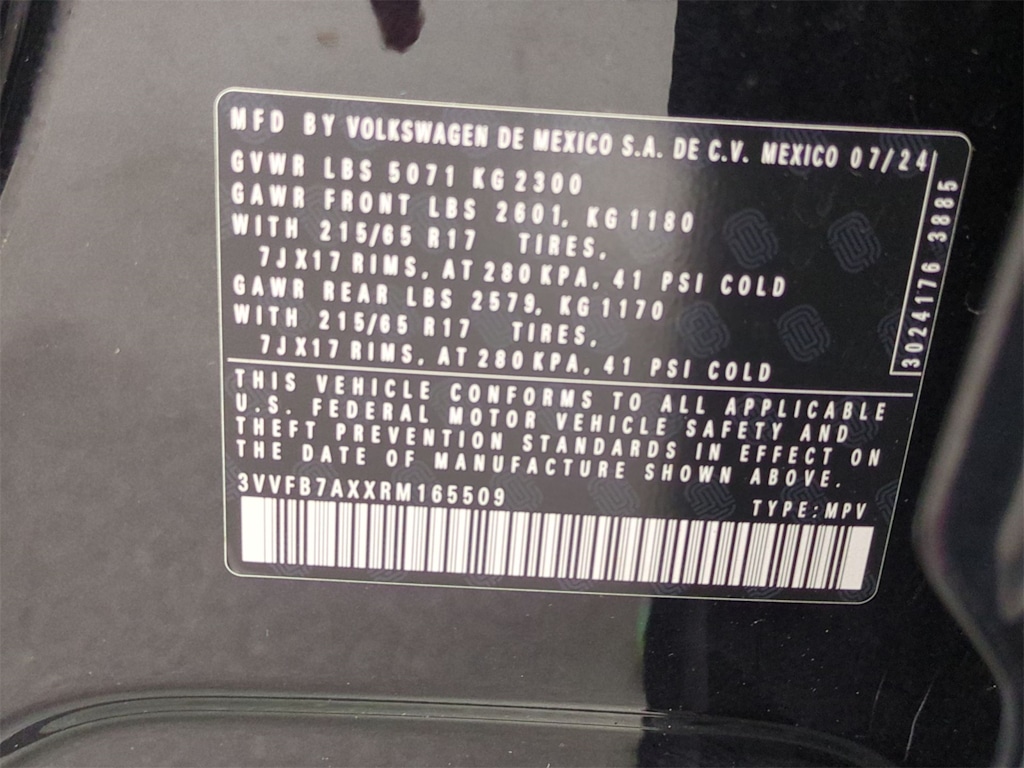 MFD BY VOLKSWAGEN DE MEXICO S.A. DE C.V. MEXICO 07/24
GVWR LBS 5071 KG 2300
GAWR FRONT LBS 2601, KG 1180
WITH 215/65 R17 TIRES,
7JX17 RIMS, AT 280 KPA, 41 PSI COLD
GAWR REAR LBS 2579, KG 1170
WITH 215/65 R17 TIRES,
7JX17 RIMS, AT 280 KPA, 41 PSI COLD
3024176 3885
THIS VEHICLE CONFORMS TO ALL APPLICABLE
U.S. FEDERAL MOTOR VEHICLE SAFETY AND
THEFT PREVENTION STANDARDS IN EFFECT ON
THE DATE OF MANUFACTURE SHOWN ABOVE.
3VVFB7AXXRM165509
TYPE: MPV